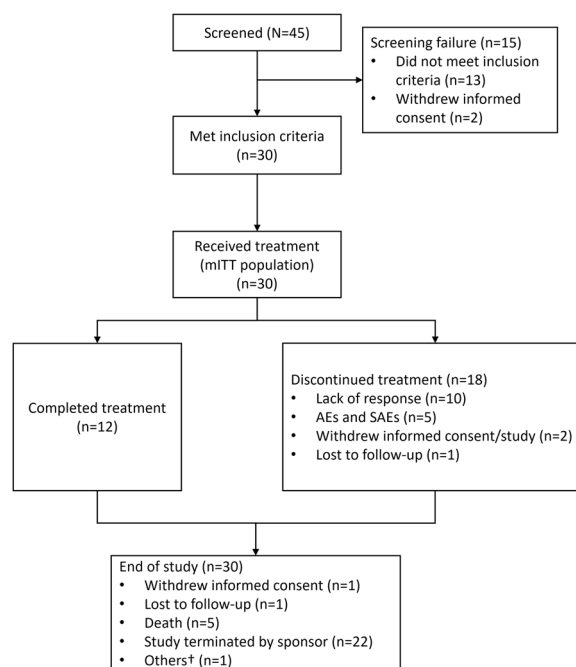 Screened (N=45)
Screening failure (n=15)
• Did not meet inclusion
criteria (n=13)
• Withdrew informed
consent (n=2)
Met inclusion criteria
(n=30)
Received treatment
(mITT population)
(n=30)
Completed treatment
(n=12)
Discontinued treatment (n=18)
• Lack of response (n=10)
• AEs and SAEs (n=5)
• Withdrew informed consent/study (n=2)
• Lost to follow-up (n=1)
End of study (n=30)
• Withdrew informed consent (n=1)
• Lost to follow-up (n=1)
• Death (n=5)
• Study terminated by sponsor (n=22)
• Others† (n=1)